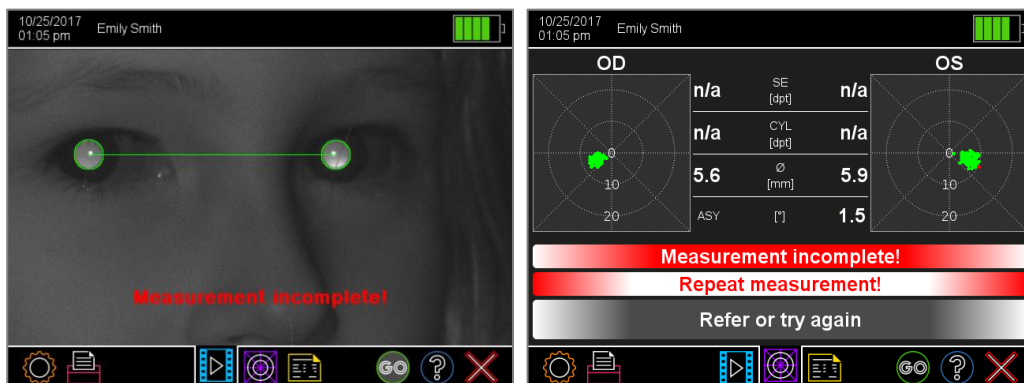 10/25/2017
01:05 pm
Emily Smith
Measurement incomplete!
GO
?
10/25/2017
01:05 pm
Emily Smith
OD
OS
n/a
SE
[dpt]
n/a
n/a
CYL
[dpt]
n/a
5.6
Ø
[mm]
5.9
ASY
[°]
1.5
0
10
20
0
10
20
Measurement incomplete!
Repeat measurement!
Refer or try again
GO
?